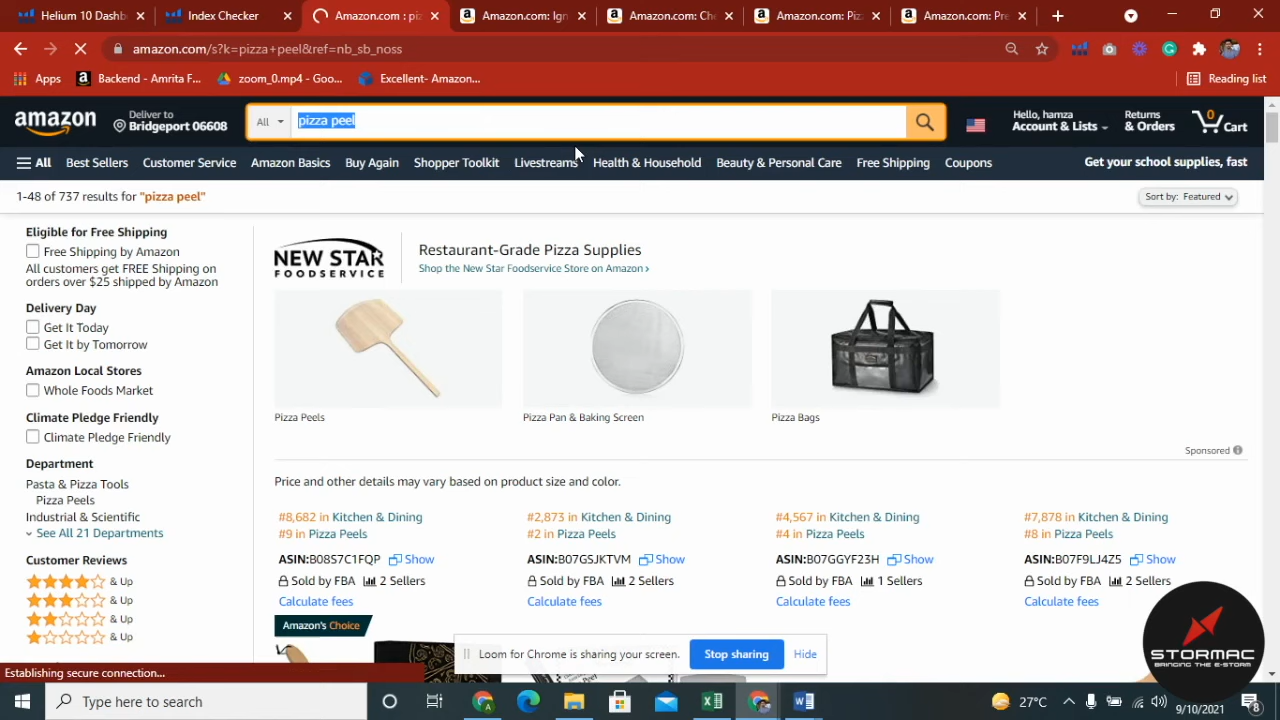 Helium 10 Dashb
Index Checker
Amazon.com : piz
Amazon.com: Ign
Amazon.com: Che
Amazon.com: Piz
Amazon.com: Pre
amazon.com/s?k=pizza+peel&ref=nb_sb_noss
Apps
Backend - Amrita F...
zoom_0.mp4 - Goo...
Excellent- Amazon...
Reading list
amazon
Deliver to
Bridgeport 06608
All
pizza peel
Hello, hamza
Account & Lists
Returns
& Orders
0
Cart
All
Best Sellers
Customer Service
Amazon Basics
Buy Again
Shopper Toolkit
Livestreams
Health & Household
Beauty & Personal Care
Free Shipping
Coupons
Get your school supplies, fast
1-48 of 737 results for "pizza peel"
Sort by: Featured
Eligible for Free Shipping
Free Shipping by Amazon
All customers get FREE Shipping on
orders over $25 shipped by Amazon
Delivery Day
Get It Today
Get It by Tomorrow
Amazon Local Stores
Whole Foods Market
Climate Pledge Friendly
Climate Pledge Friendly
Department
Pasta & Pizza Tools
Pizza Peels
Industrial & Scientific
See All 21 Departments
Customer Reviews
& Up
& Up
& Up
& Up
NEW STAR
FOODSERVICE
Restaurant-Grade Pizza Supplies
Shop the New Star Foodservice Store on Amazon ›
Pizza Peels
Pizza Pan & Baking Screen
Pizza Bags
Sponsored
Price and other details may vary based on product size and color.
#8,682 in Kitchen & Dining
#9 in Pizza Peels
ASIN:B08S7C1FQP Show
Sold by FBA 2 Sellers
Calculate fees
#2,873 in Kitchen & Dining
#2 in Pizza Peels
ASIN:B07GSJKTVM Show
Sold by FBA 2 Sellers
Calculate fees
#4,567 in Kitchen & Dining
#4 in Pizza Peels
ASIN:B07GGYF23H Show
Sold by FBA 1 Sellers
Calculate fees
#7,878 in Kitchen & Dining
#8 in Pizza Peels
ASIN:B07F9LJ4Z5 Show
Sold by FBA 2 Sellers
Calculate fees
Amazon's Choice
Loom for Chrome is sharing your screen.
Stop sharing
Hide
STORMAC
BRINGING THE E-STORM
Establishing secure connection...
Type here to search
27°C
9/10/2021
8